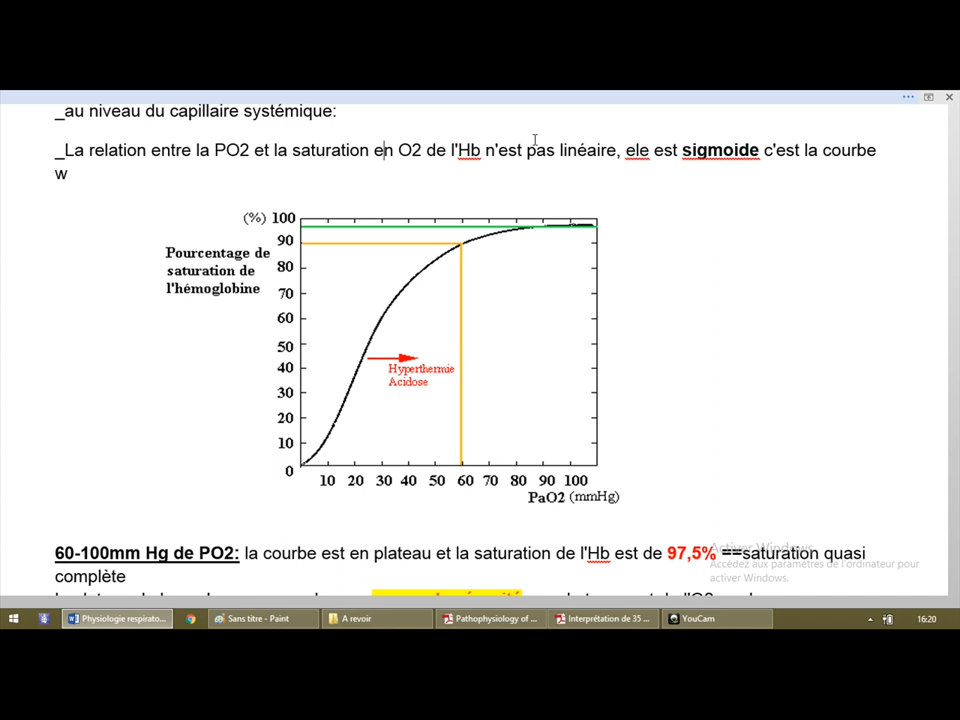 _au niveau du capillaire systémique:
_La relation entre la PO2 et la saturation en O2 de l'Hb n'est pas linéaire, ele est sigmoide c'est la courbe
w
(%) 100
90
80
70
60
50
40
30
20
10
0
Pourcentage de
saturation de
l'hémoglobine
Hyperthermie
Acidose
10 20 30 40 50 60 70 80 90 100
PaO2 (mmHg)
60-100mm Hg de PO2: la courbe est en plateau et la saturation de l'Hb est de 97,5% ==saturation quasi
complète
Activer Windows
Accédez aux paramètres de l'ordinateur pour
activer Windows.
Physiologie respirato... Sans titre - Paint A revoir Pathophysiology of ... Interprétation de 35 ... YouCam 16:20